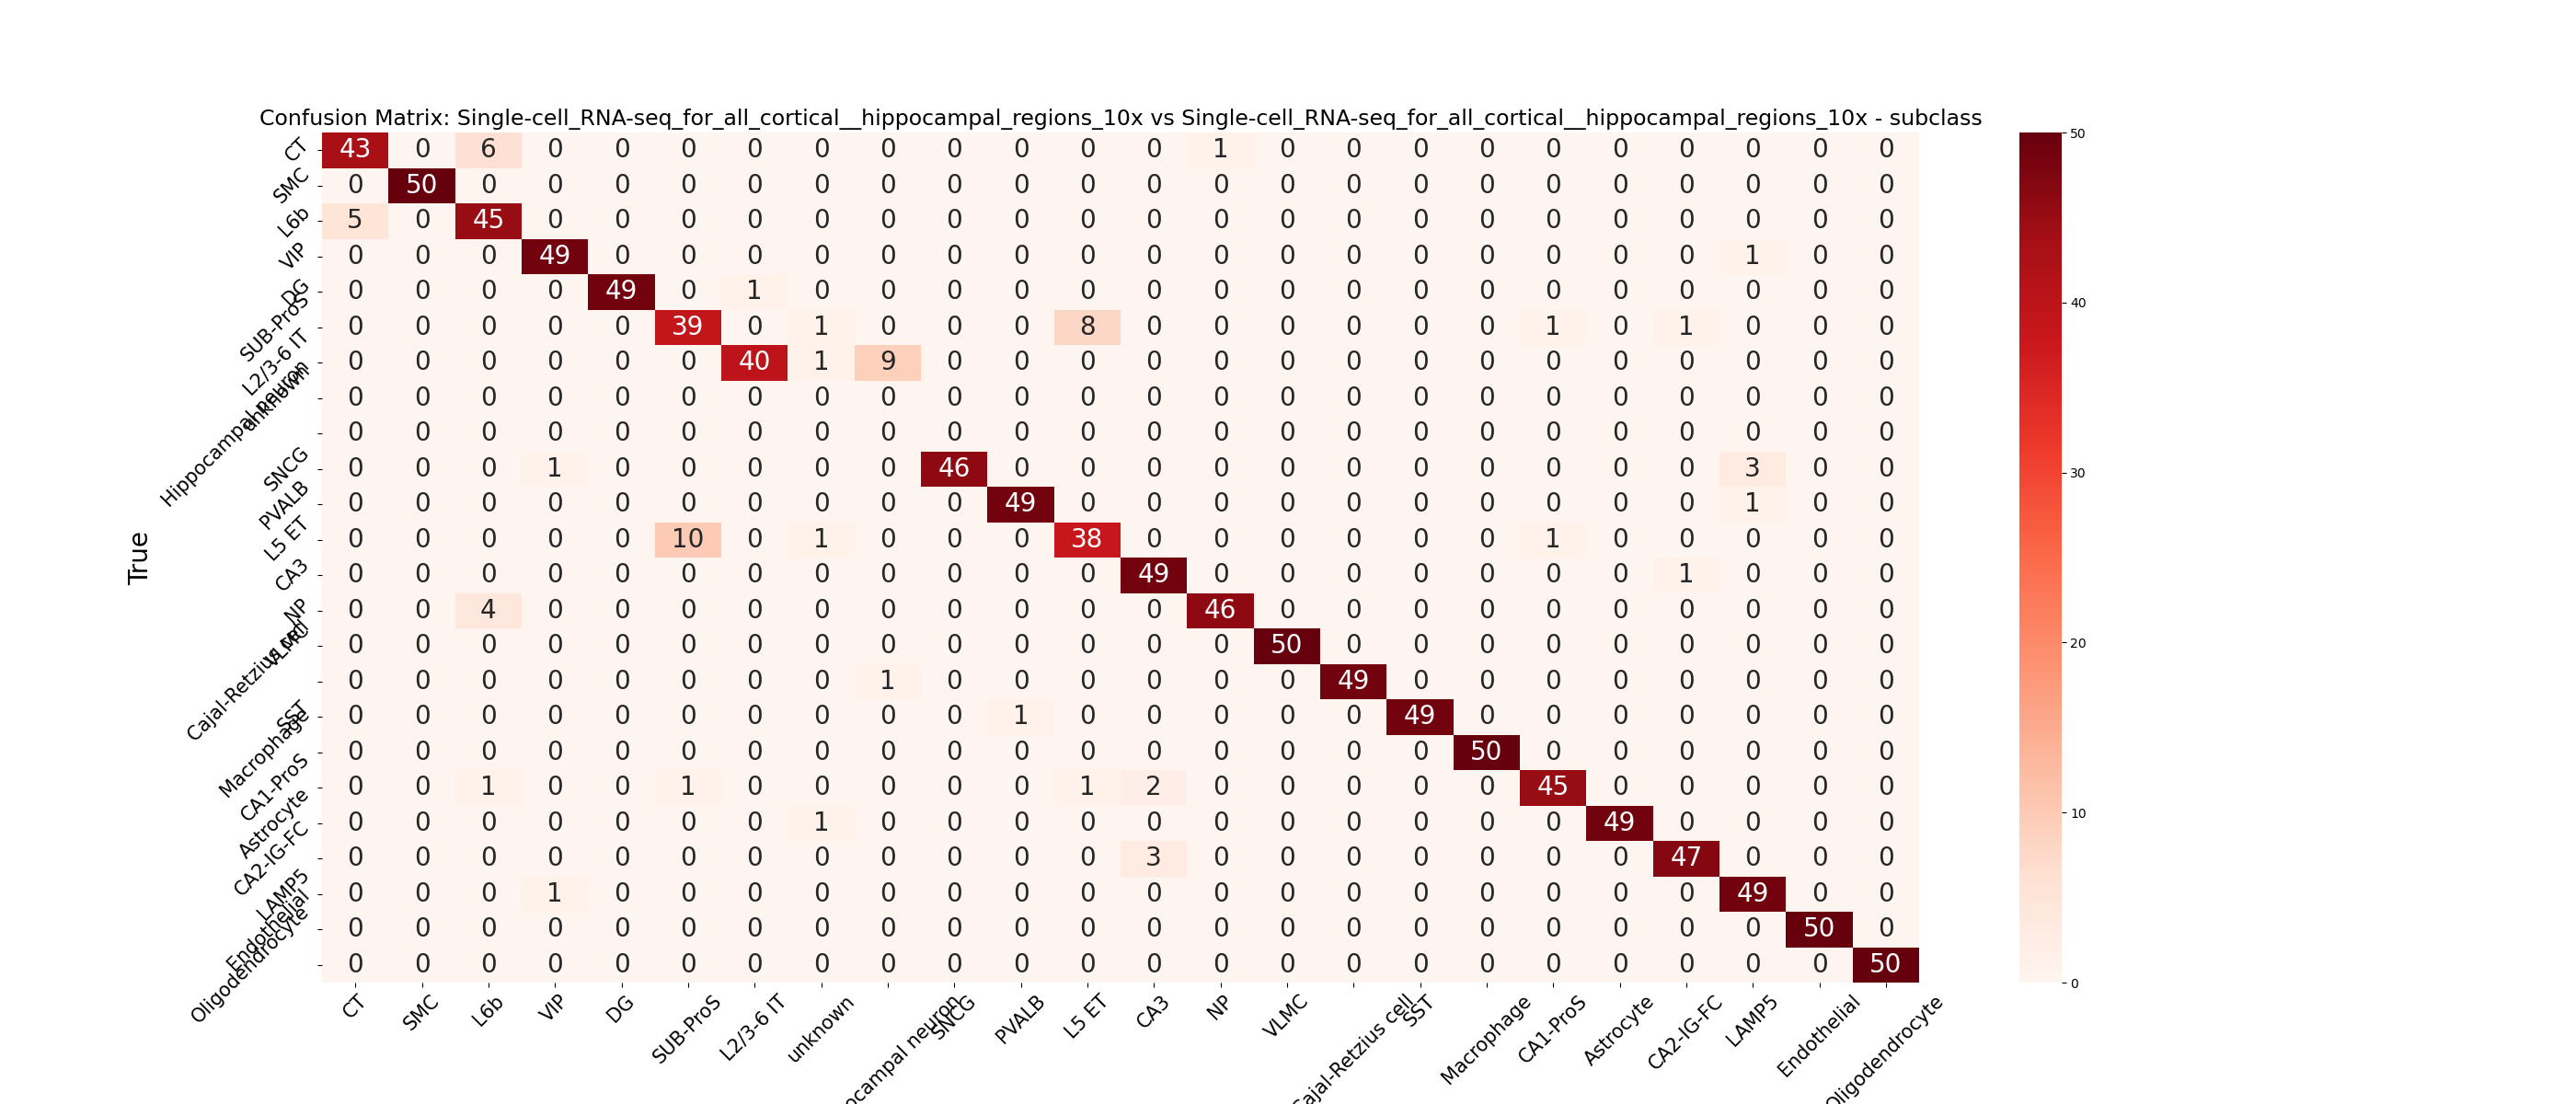 Confusion Matrix: Single-cell_RNA-seq_for_all_cortical__hippocampal_regions_10x vs Single-cell_RNA-seq_for_all_cortical__hippocampal_regions_10x - subclass
True
CT 43 0 6 0 0 0 0 0 0 0 0 0 0 1 0 0 0 0 0 0 0 0 0 0
SMC 0 50 0 0 0 0 0 0 0 0 0 0 0 0 0 0 0 0 0 0 0 0 0 0
L6b 5 0 45 0 0 0 0 0 0 0 0 0 0 0 0 0 0 0 0 0 0 0 0 0
VIP 0 0 0 49 0 0 0 0 0 0 0 0 0 0 0 0 0 0 0 0 0 1 0 0
DG 0 0 0 0 49 0 1 0 0 0 0 0 0 0 0 0 0 0 0 0 0 0 0 0
SUB-ProS 0 0 0 0 0 39 0 1 0 0 0 8 0 0 0 0 0 0 1 0 1 0 0 0
L2/3-6 IT 0 0 0 0 0 0 40 1 9 0 0 0 0 0 0 0 0 0 0 0 0 0 0 0
unknown 0 0 0 0 0 0 0 0 0 0 0 0 0 0 0 0 0 0 0 0 0 0 0 0
Hippocampal neuron 0 0 0 0 0 0 0 0 0 0 0 0 0 0 0 0 0 0 0 0 0 0 0 0
SNCG 0 0 0 1 0 0 0 0 0 46 0 0 0 0 0 0 0 0 0 0 0 3 0 0
PVALB 0 0 0 0 0 0 0 0 0 0 49 0 0 0 0 0 0 0 0 0 0 1 0 0
L5 ET 0 0 0 0 0 10 0 1 0 0 0 38 0 0 0 0 0 0 1 0 0 0 0 0
CA3 0 0 0 0 0 0 0 0 0 0 0 0 49 0 0 0 0 0 0 0 1 0 0 0
NP 0 0 4 0 0 0 0 0 0 0 0 0 0 46 0 0 0 0 0 0 0 0 0 0
VLMC 0 0 0 0 0 0 0 0 0 0 0 0 0 0 50 0 0 0 0 0 0 0 0 0
Cajal-Retzius cell 0 0 0 0 0 0 0 0 1 0 0 0 0 0 0 49 0 0 0 0 0 0 0 0
SST 0 0 0 0 0 0 0 0 0 0 1 0 0 0 0 0 49 0 0 0 0 0 0 0
Macrophage 0 0 0 0 0 0 0 0 0 0 0 0 0 0 0 0 0 50 0 0 0 0 0 0
CA1-ProS 0 0 1 0 0 1 0 0 0 0 0 1 2 0 0 0 0 0 45 0 0 0 0 0
Astrocyte 0 0 0 0 0 0 0 1 0 0 0 0 0 0 0 0 0 0 0 49 0 0 0 0
CA2-IG-FC 0 0 0 0 0 0 0 0 0 0 0 0 3 0 0 0 0 0 0 0 47 0 0 0
LAMP5 0 0 0 1 0 0 0 0 0 0 0 0 0 0 0 0 0 0 0 0 0 49 0 0
Endothelial 0 0 0 0 0 0 0 0 0 0 0 0 0 0 0 0 0 0 0 0 0 0 50 0
Oligodendrocyte 0 0 0 0 0 0 0 0 0 0 0 0 0 0 0 0 0 0 0 0 0 0 0 50
CT SMC L6b VIP DG SUB-ProS L2/3-6 IT unknown ocampal neuron SNCG PVALB L5 ET CA3 NP VLMC Cajal-Retzius cell SST Macrophage CA1-ProS Astrocyte CA2-IG-FC LAMP5 Endothelial Oligodendrocyte
50
40
30
20
10
0